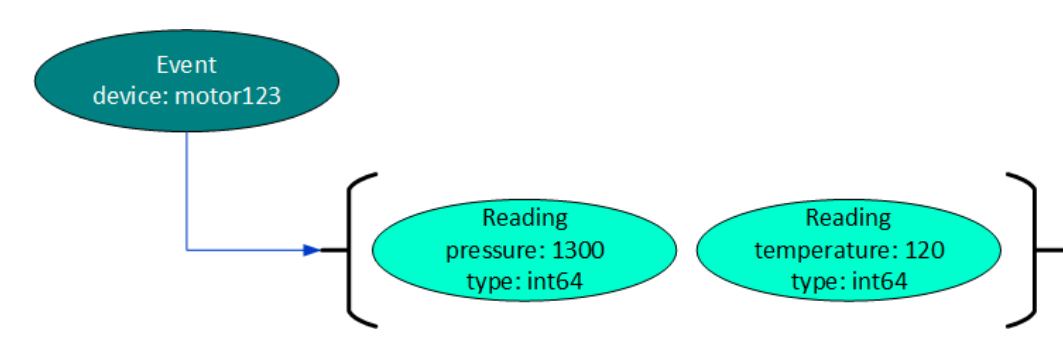 Event
device: motor123
Reading
pressure: 1300
type: int64
Reading
temperature: 120
type: int64